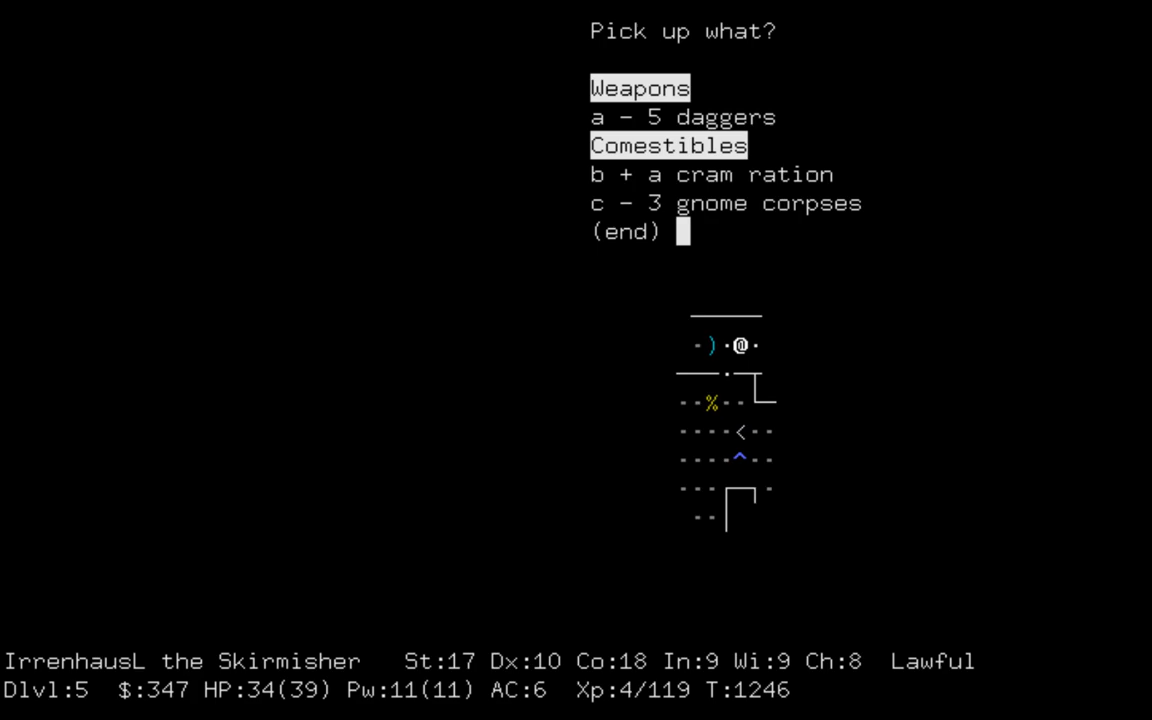 Pick up what?
Weapons
a - 5 daggers
Comestibles
b + a cram ration
c - 3 gnome corpses
(end)
-)·@·
.
--%--
----<--
----^--
--- -
--
IrrenhausL the Skirmisher St:17 Dx:10 Co:18 In:9 Wi:9 Ch:8 Lawful
Dlvl:5 $:347 HP:34(39) Pw:11(11) AC:6 Xp:4/119 T:1246